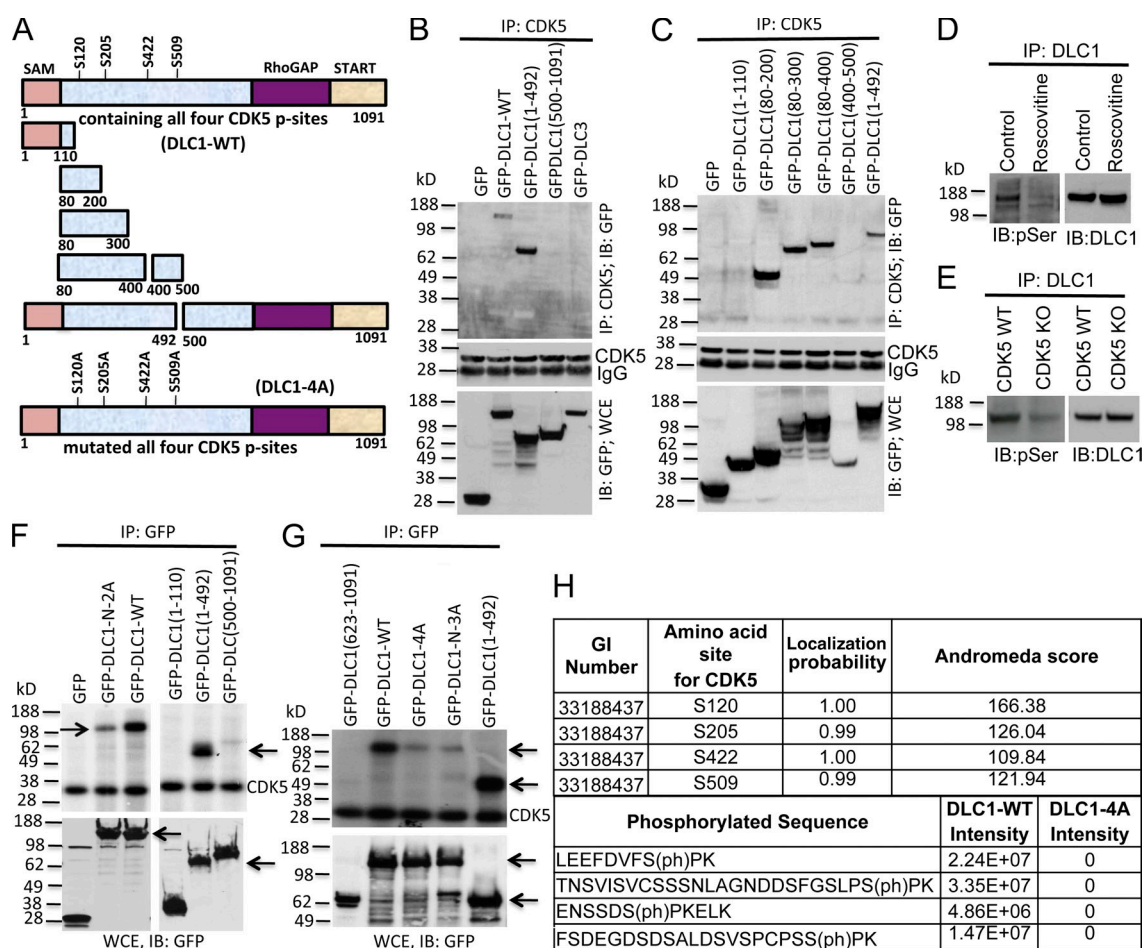 A
S120
S205
S422
S509
SAM
RhoGAP
START
1
containing all four CDK5 p-sites
1091
(DLC1-WT)
1
110
80
200
80
300
80
400
400
500
1
492
500
1091
S120A
S205A
S422A
S509A
(DLC1-4A)
1
mutated all four CDK5 p-sites
1091
B
IP: CDK5
GFP
GFP-DLC1-WT
GFP-DLC1(1-492)
GFPDLC1(500-1091)
GFP-DLC3
kD
188
98
62
49
38
28
IP: CDK5; IB: GFP
38
28
CDK5
IgG
188
98
62
49
38
28
IB: GFP; WCE
C
IP: CDK5
GFP
GFP-DLC1(1-110)
GFP-DLC1(80-200)
GFP-DLC1(80-300)
GFP-DLC1(80-400)
GFP-DLC1(400-500)
GFP-DLC1(1-492)
kD
188
98
62
49
38
28
IP: CDK5; IB: GFP
38
28
CDK5
IgG
188
98
62
49
38
28
IB: GFP; WCE
D
IP: DLC1
Control
Roscovitine
Control
Roscovitine
kD
188
98
IB:pSer
IB:DLC1
E
IP: DLC1
CDK5 WT
CDK5 KO
CDK5 WT
CDK5 KO
kD
188
98
IB:pSer
IB:DLC1
F
IP: GFP
GFP
GFP-DLC1-N-2A
GFP-DLC1-WT
GFP-DLC1(1-110)
GFP-DLC1(1-492)
GFP-DLC(500-1091)
kD
188
98
62
49
38
28
CDK5
188
98
62
49
38
28
WCE, IB: GFP
G
IP: GFP
GFP-DLC1(623-1091)
GFP-DLC1-WT
GFP-DLC1-4A
GFP-DLC1-N-3A
GFP-DLC1(1-492)
kD
188
98
62
49
38
28
CDK5
188
98
62
49
WCE, IB: GFP
H
GI Number Amino acid site for CDK5 Localization probability Andromeda score
33188437 S120 1.00 166.38
33188437 S205 0.99 126.04
33188437 S422 1.00 109.84
33188437 S509 0.99 121.94
Phosphorylated Sequence DLC1-WT Intensity DLC1-4A Intensity
LEEFDVFS(ph)PK 2.24E+07 0
TNSVISVCSSSNLAGNDDSFGSLPS(ph)PK 3.35E+07 0
ENSSDS(ph)PKELK 4.86E+06 0
FSDEGDSDSALDSVSPCPSS(ph)PK 1.47E+07 0